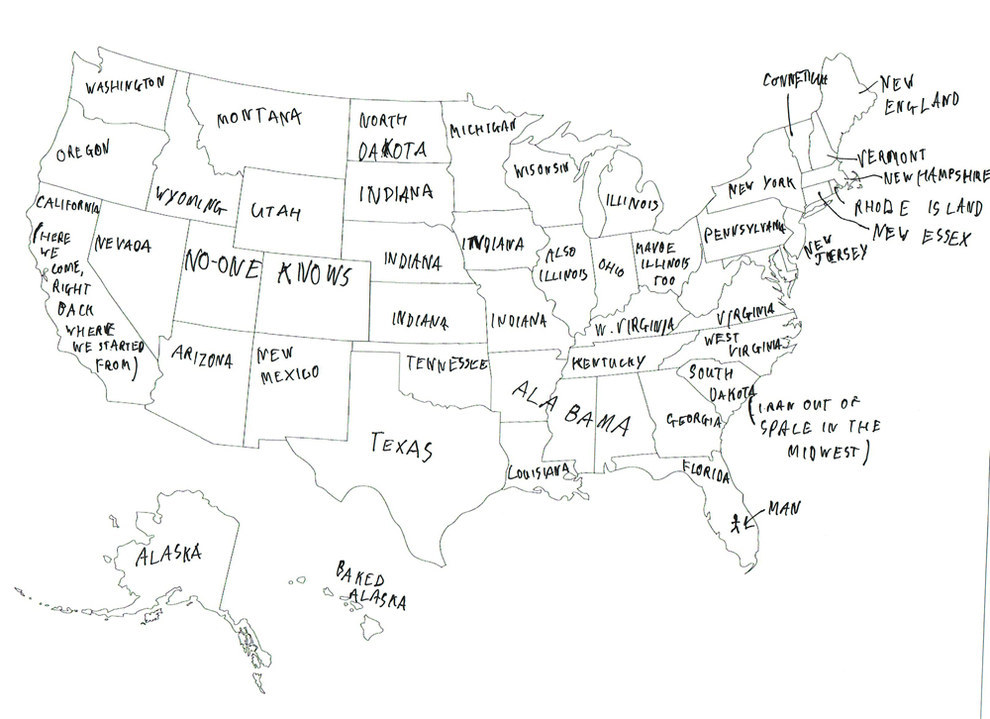 WASHINGTON
MONTANA
NORTH
DAKOTA
MICHIGAN
CONNETICUT
NEW
ENGLAND
OREGON
WYOMING
UTAH
INDIANA
WISONSIN
ILLINOIS
NEW YORK
VERMONT
NEW HAMPSHIRE
RHODE ISLAND
NEW ESSEX
NEW
JERSEY
CALIFORNIA
(HERE
WE
COME,
RIGHT
BACK
WHERE
WE STARTED
FROM)
NEVADA
NO-ONE
KNOWS
INDIANA
INDIANA
ALSO
ILLINOIS
OHIO
MAYBE
ILLINOIS
TOO
PENNSYLVANIA
INDIANA
INDIANA
W. VIRGINIA
VIRGINIA
WEST
VIRGINIA
ARIZONA
NEW
MEXICO
TENNESSEE
KENTUCKY
SOUTH
DAKOTA
(I RAN OUT OF
SPACE IN THE
MIDWEST)
ALABAMA
GEORGIA
TEXAS
LOUISIANA
FLORIDA
MAN
ALASKA
BAKED
ALASKA